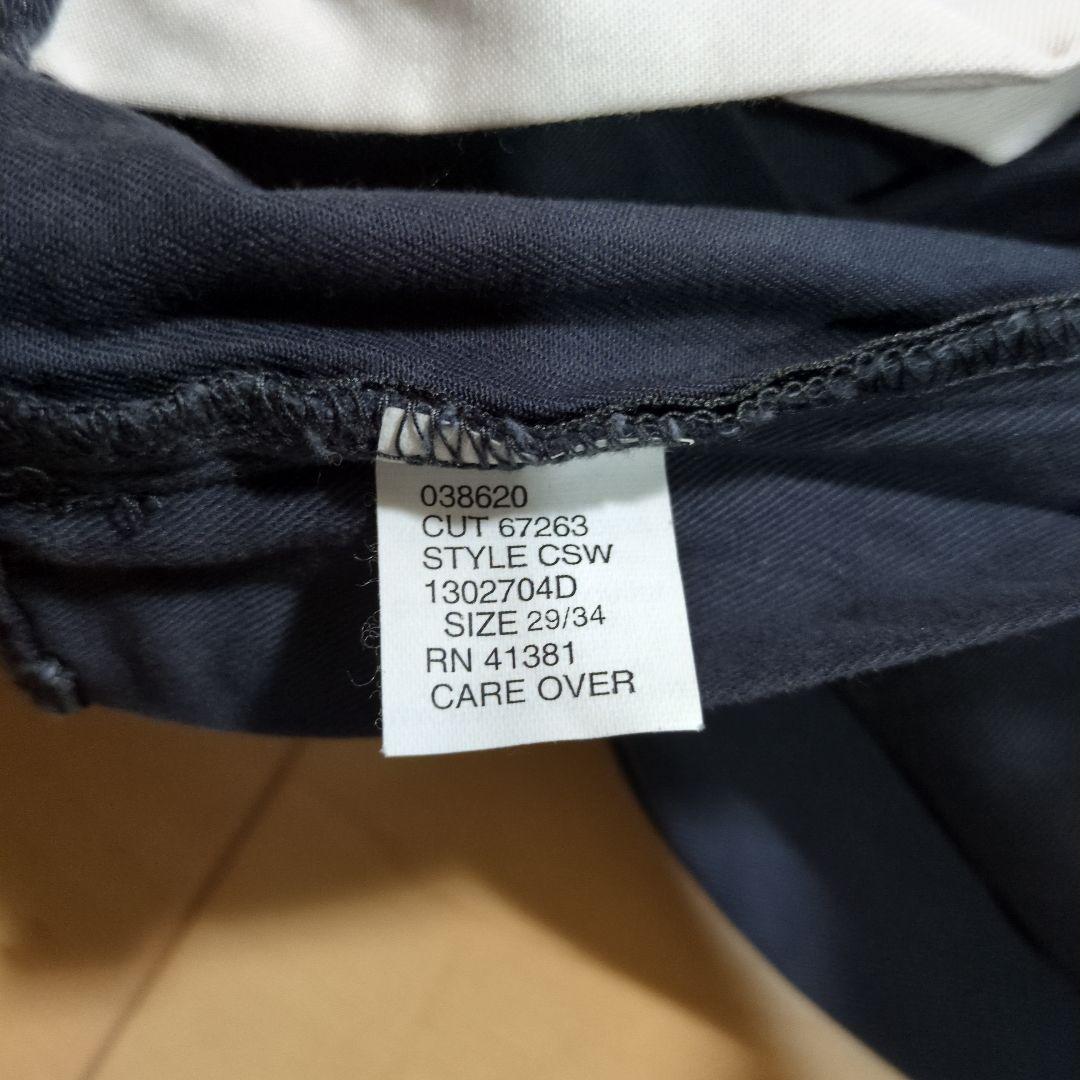 038620
CUT 67263
STYLE CSW
1302704D
SIZE 29/34
RN 41381
CARE OVER